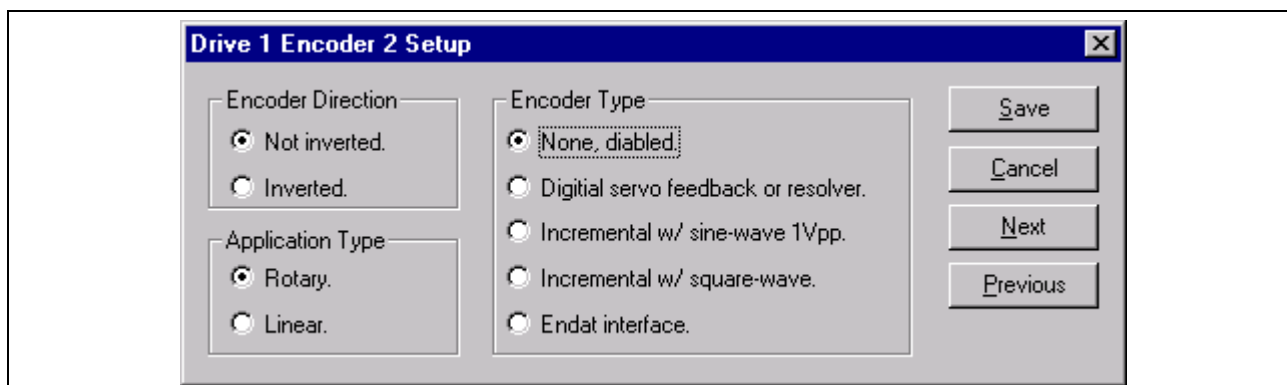 Drive 1 Encoder 2 Setup
Encoder Direction
Not inverted.
Inverted.
Application Type
Rotary.
Linear.
Encoder Type
None, diabled.
Digitial servo feedback or resolver.
Incremental w/ sine-wave 1Vpp.
Incremental w/ square-wave.
Endat interface.
Save
Cancel
Next
Previous